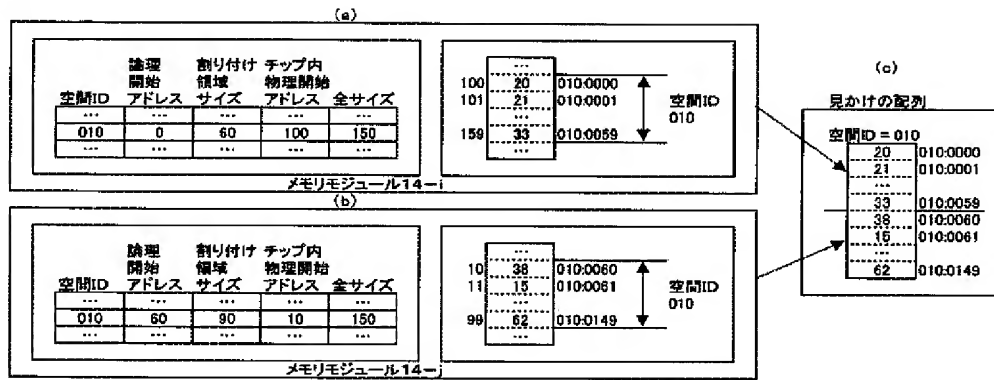 (a)
論理 割り付け チップ内
開始 領域 物理開始
空間ID アドレス サイズ アドレス 全サイズ
... ... ... ... ...
010 0 60 100 150
... ... ... ... ...
...
100 20 010:0000
101 21 010:0001
...
159 33 010:0059
...
空間ID
010
メモリモジュール14-i
(b)
論理 割り付け チップ内
開始 領域 物理開始
空間ID アドレス サイズ アドレス 全サイズ
... ... ... ... ...
010 60 90 10 150
... ... ... ... ...
...
10 38 010:0060
11 15 010:0061
...
99 62 010:0149
...
空間ID
010
メモリモジュール14-j
(c)
見かけの配列
空間ID = 010
20 010:0000
21 010:0001
...
33 010:0059
38 010:0060
15 010:0061
...
62 010:0149